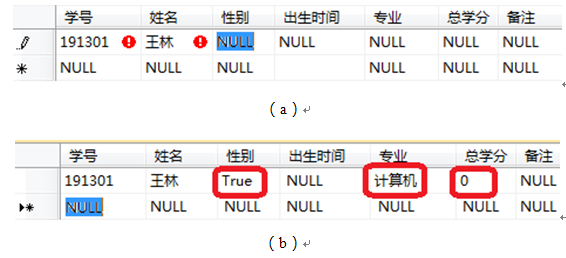 学号 姓名 性别 出生时间 专业 总学分 备注
191301 王林 NULL NULL NULL NULL NULL
NULL NULL NULL NULL NULL NULL
(a)
学号 姓名 性别 出生时间 专业 总学分 备注
191301 王林 True NULL 计算机 0 NULL
NULL NULL NULL NULL NULL NULL NULL
(b)